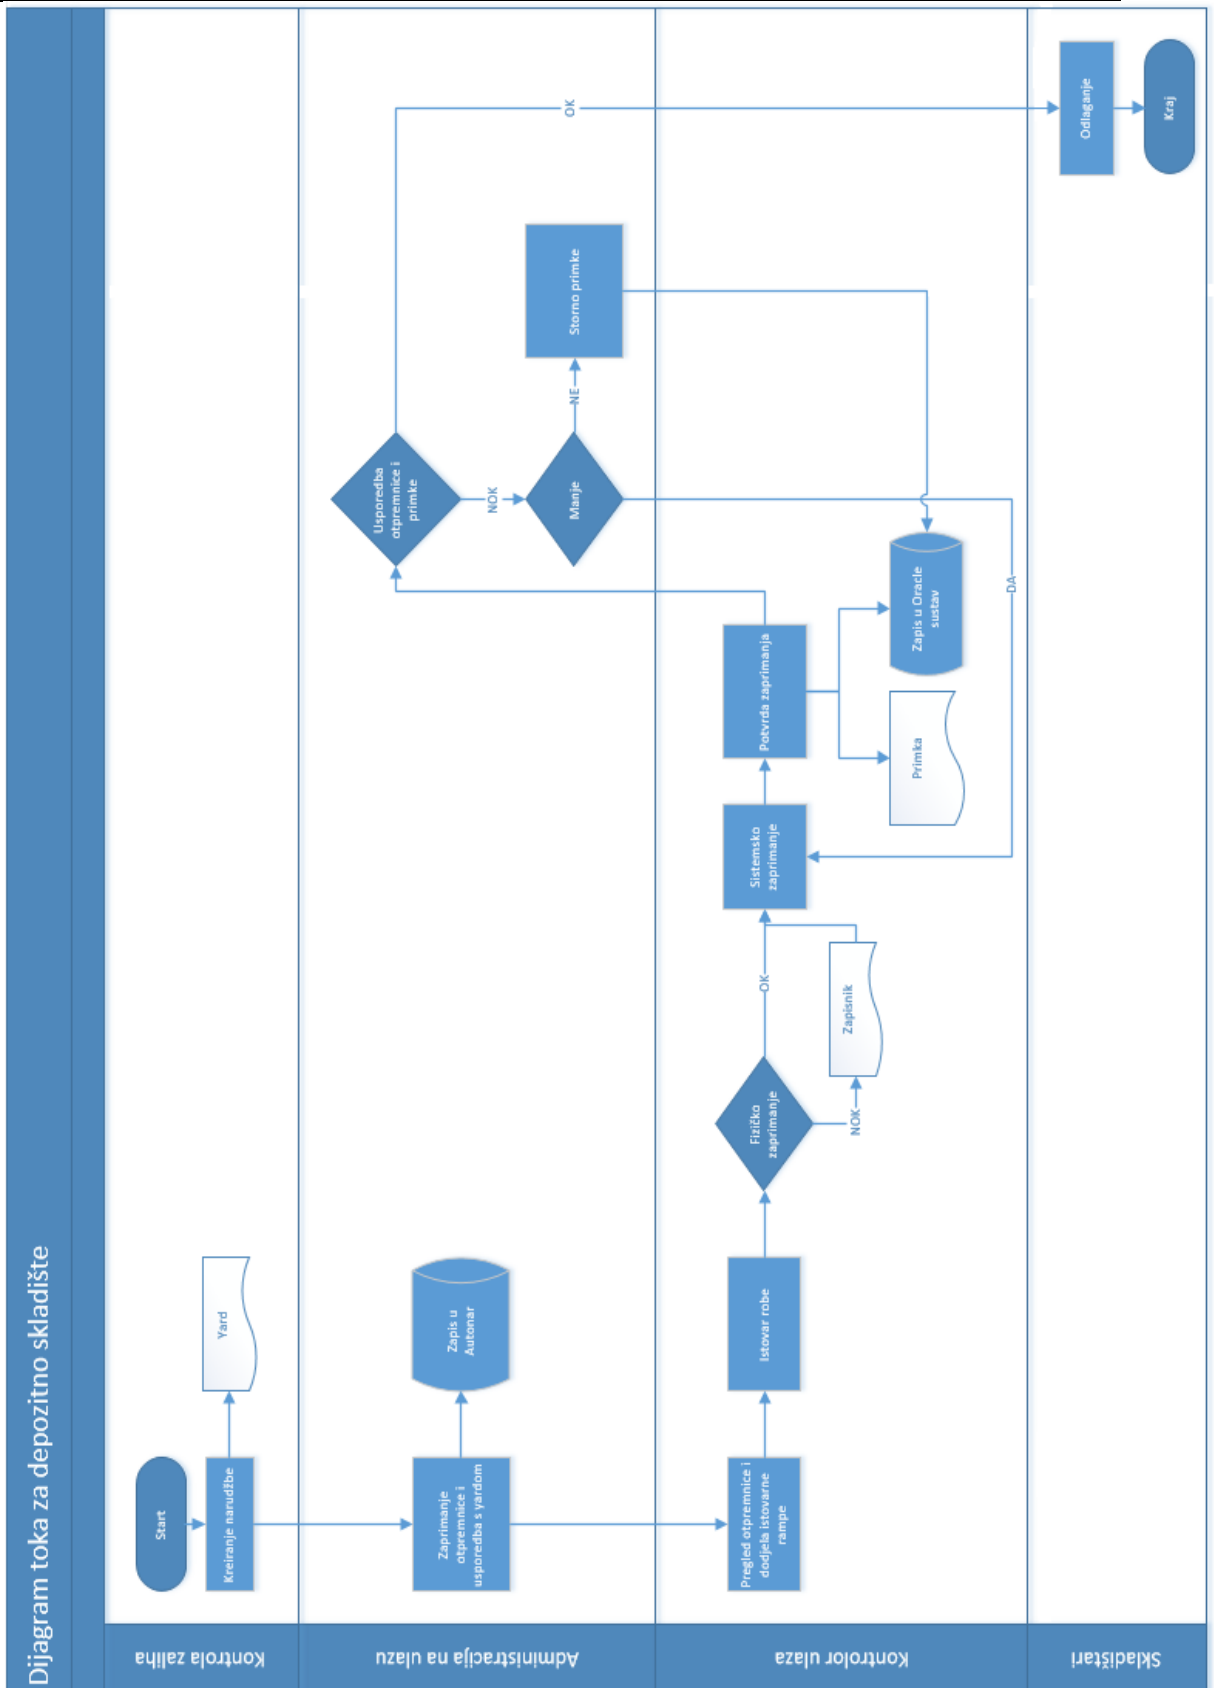 Dijagram toka za depozitno skladište
Kontrola zaliha
Start
Kreiranje narudžbe
Yard
Administracija na ulazu
Zaprimanje
otpremnice i
usporedba s yardom
Zapis u
Autonar
Usporedba
otpremnice i
primke
OK
NOK
Manje
NE
Storno primke
Kontrolor ulaza
Pregled otpremnice i
dodjela istovarne
rampe
Istovar robe
Fizičko
zaprimanje
OK
NOK
Zapisnik
Sistemsko
zaprimanje
Potvrda zaprimanja
Primka
Zapis u Oracle
sustav
DA
Skladištari
Odlaganje
Kraj